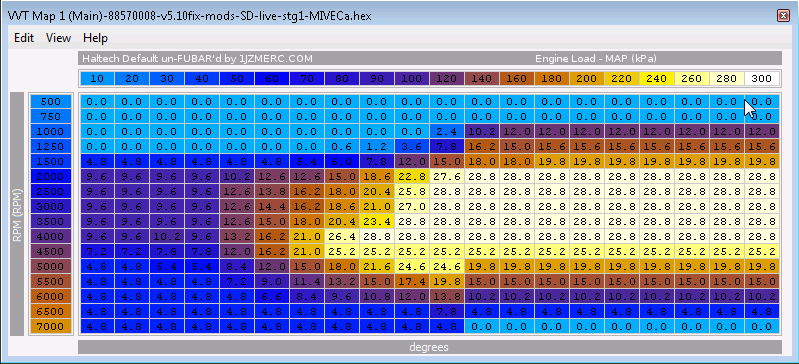 VVT Map 1 (Main)-88570008-v5.10fix-mods-SD-live-stg1-MIVECa.hex
Edit View Help
Haltech Default un-FUBAR'd by 1JZMERC.COM Engine Load - MAP (kPa)
10 20 30 40 50 60 70 80 90 100 120 140 160 180 200 220 240 260 280 300
RPM (RPM)
500 0.0 0.0 0.0 0.0 0.0 0.0 0.0 0.0 0.0 0.0 0.0 0.0 0.0 0.0 0.0 0.0 0.0 0.0 0.0 0.0
750 0.0 0.0 0.0 0.0 0.0 0.0 0.0 0.0 0.0 0.0 0.0 0.0 0.0 0.0 0.0 0.0 0.0 0.0 0.0 0.0
1000 0.0 0.0 0.0 0.0 0.0 0.0 0.0 0.0 0.0 0.0 2.4 10.2 12.0 12.0 12.0 12.0 12.0 12.0 12.0 12.0
1250 0.0 0.0 0.0 0.0 0.0 0.0 0.0 0.6 1.2 3.6 7.8 16.2 15.0 15.6 15.6 15.6 15.6 15.6 15.6 15.6
1500 4.8 4.8 4.8 4.8 4.8 4.8 5.4 6.0 7.8 12.0 15.0 18.0 18.0 19.8 19.8 19.8 19.8 19.8 19.8 19.8
2000 9.6 9.6 9.6 9.6 10.2 12.6 12.6 15.0 18.6 22.8 27.6 28.8 28.8 28.8 28.8 28.8 28.8 28.8 28.8 28.8
2500 9.6 9.6 9.6 9.6 12.6 13.8 16.2 18.0 20.4 25.8 28.8 28.8 28.8 28.8 28.8 28.8 28.8 28.8 28.8 28.8
3000 9.6 9.6 9.6 9.6 12.6 14.4 16.2 18.6 21.0 27.0 28.8 28.8 28.8 28.8 28.8 28.8 28.8 28.8 28.8 28.8
3500 9.6 9.6 9.6 9.6 12.6 15.0 18.0 20.4 23.4 28.8 28.8 28.8 28.8 28.8 28.8 28.8 28.8 28.8 28.8 28.8
4000 9.6 9.6 10.2 9.6 13.2 16.2 21.0 26.4 28.8 28.8 28.8 28.8 28.8 28.8 28.8 28.8 28.8 28.8 28.8 28.8
4500 7.2 7.2 7.8 7.8 12.0 16.2 21.0 25.2 25.2 25.2 25.2 25.2 25.2 25.2 25.2 25.2 25.2 25.2 25.2 25.2
5000 4.8 4.8 5.4 5.4 8.4 12.0 15.0 18.0 21.6 24.6 24.6 19.8 19.8 19.8 19.8 19.8 19.8 19.8 19.8 19.8
5500 4.8 4.8 4.8 4.8 7.2 9.0 11.4 13.2 15.0 17.4 19.8 15.0 15.0 15.0 15.0 15.0 15.0 15.0 15.0 15.0
6000 4.8 4.8 4.8 4.8 4.8 6.6 8.4 9.6 10.8 12.0 13.8 10.2 10.2 10.2 10.2 10.2 10.2 10.2 10.2 10.2
6500 4.8 4.8 4.8 4.8 4.8 4.8 4.8 4.8 4.8 4.8 7.8 4.8 4.8 4.8 4.8 4.8 4.8 4.8 4.8 4.8
7000 4.8 4.8 4.8 4.8 4.8 4.8 4.8 4.8 4.8 4.8 4.8 0.0 0.0 0.0 0.0 0.0 0.0 0.0 0.0 0.0
degrees